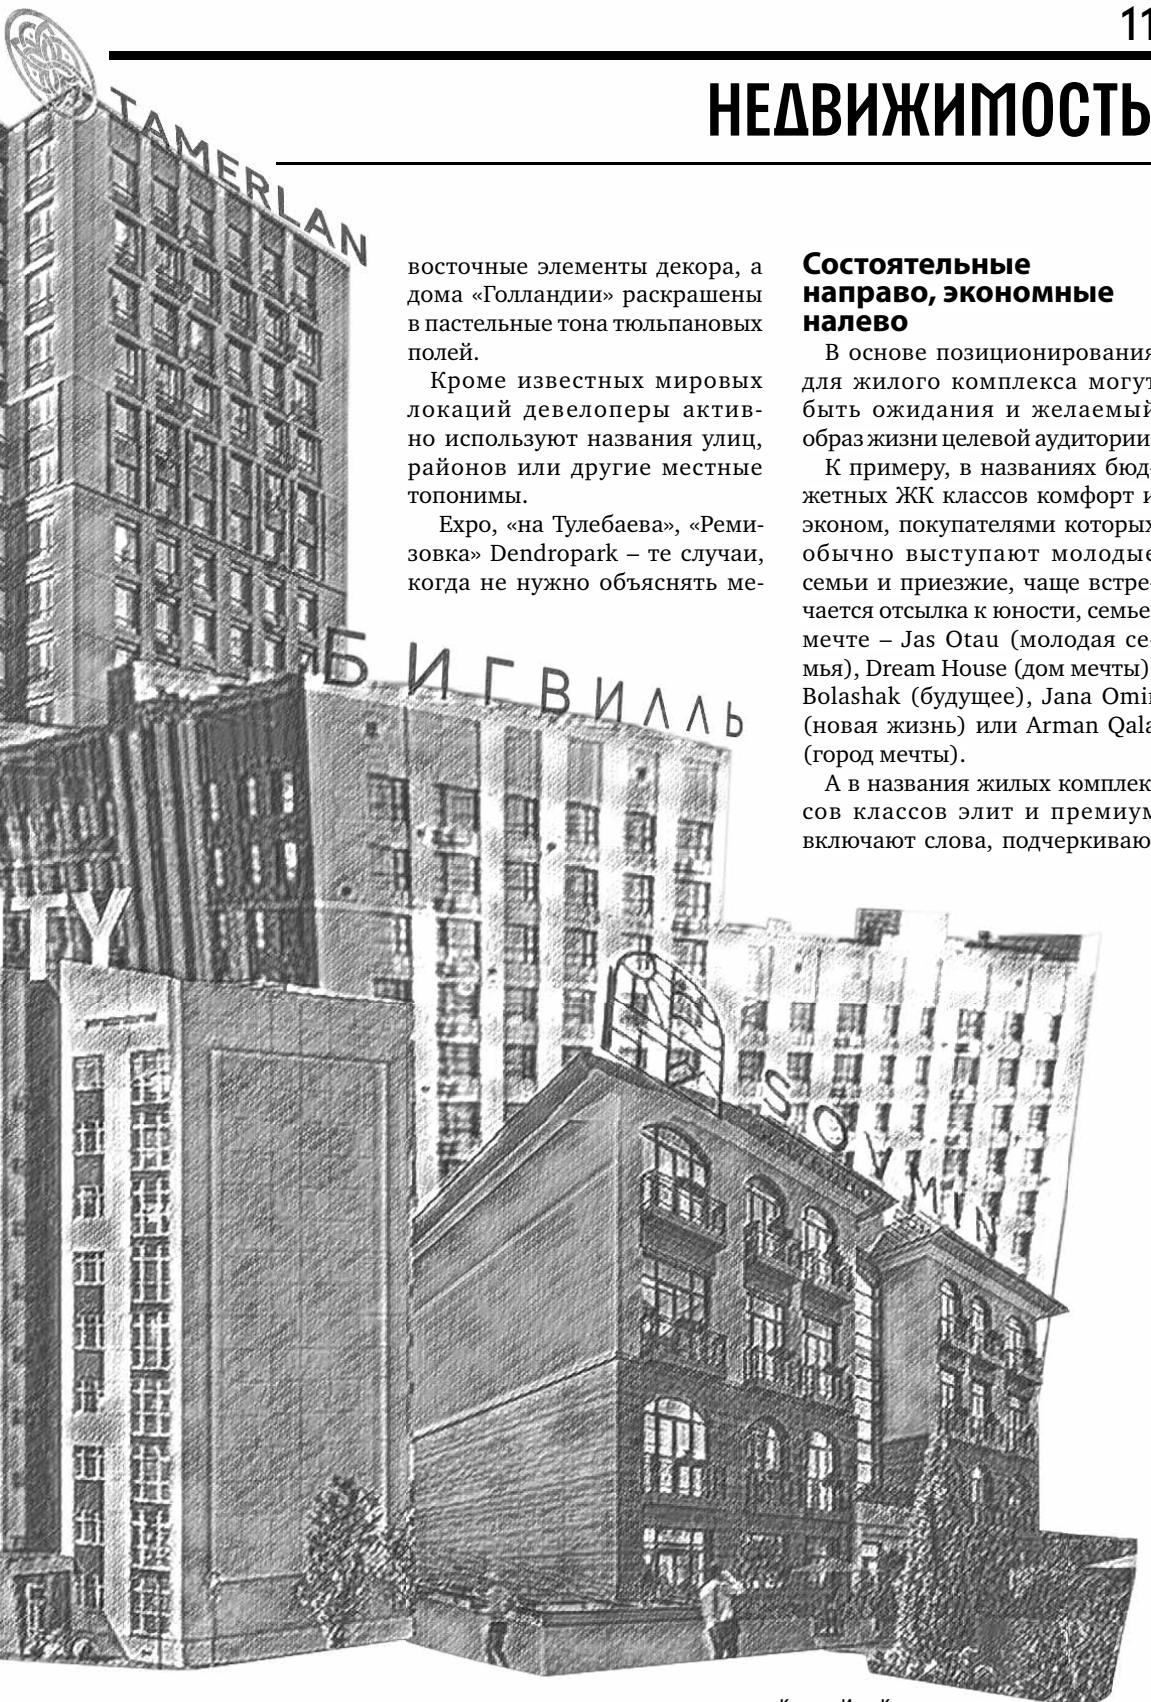 11
НЕДВИЖИМОСТЬ
TAMERLAN
восточные элементы декора, а
дома «Голландии» раскрашены
в пастельные тона тюльпановых
полей.
Кроме известных мировых
локаций девелоперы актив-
но используют названия улиц,
районов или другие местные
топонимы.
Expo, «на Тулебаева», «Реми-
зовка» Dendropark – те случаи,
когда не нужно объяснять ме-
Состоятельные
направо, экономные
налево
В основе позиционирования
для жилого комплекса могут
быть ожидания и желаемый
образ жизни целевой аудитории
К примеру, в названиях бюд-
жетных ЖК классов комфорт и
эконом, покупателями которых
обычно выступают молодые
семьи и приезжие, чаще встре-
чается отсылка к юности, семье
мечте – Jas Otau (молодая се-
мья), Dream House (дом мечты)
Bolashak (будущее), Jana Omir
(новая жизнь) или Arman Qala
(город мечты).
А в названия жилых комплек-
сов классов элит и премиум
включают слова, подчеркиваю-
БИГВИЛЛЬ
TY
SOYMIN